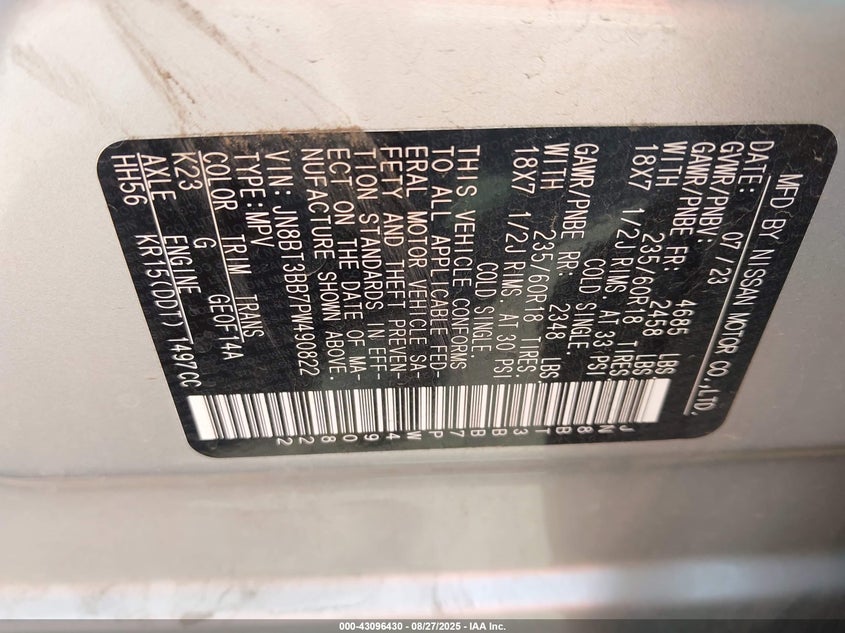 MFD BY NISSAN MOTOR CO.,LTD.
DATE: 07/23
GVWR/PNBV: 4685 LBS.
GAWR/PNBE FR: 2458 LBS.
WITH 235/60R18 TIRES,
18X7 1/2J RIMS. AT 33 PSI
COLD SINGLE.
GAWR/PNBE RR: 2348 LBS.
WITH 235/60R18 TIRES,
18X7 1/2J RIMS AT 30 PSI
COLD SINGLE.
THIS VEHICLE CONFORMS
TO ALL APPLICABLE FED-
ERAL MOTOR VEHICLE SA-
FETY AND THEFT PREVEN-
TION STANDARDS IN EFF-
ECT ON THE DATE OF MA-
NUFACTURE SHOWN ABOVE.
VIN: JN8BT3BB7PW490822
TYPE: MPV
COLOR TRIM TRANS
K23 G GE0F14A
AXLE ENGINE
HH56 KR15(DDT) 1497CC
JN8BT3BB7PW490822
000-43096430 - 08/27/2025 - IAA Inc.